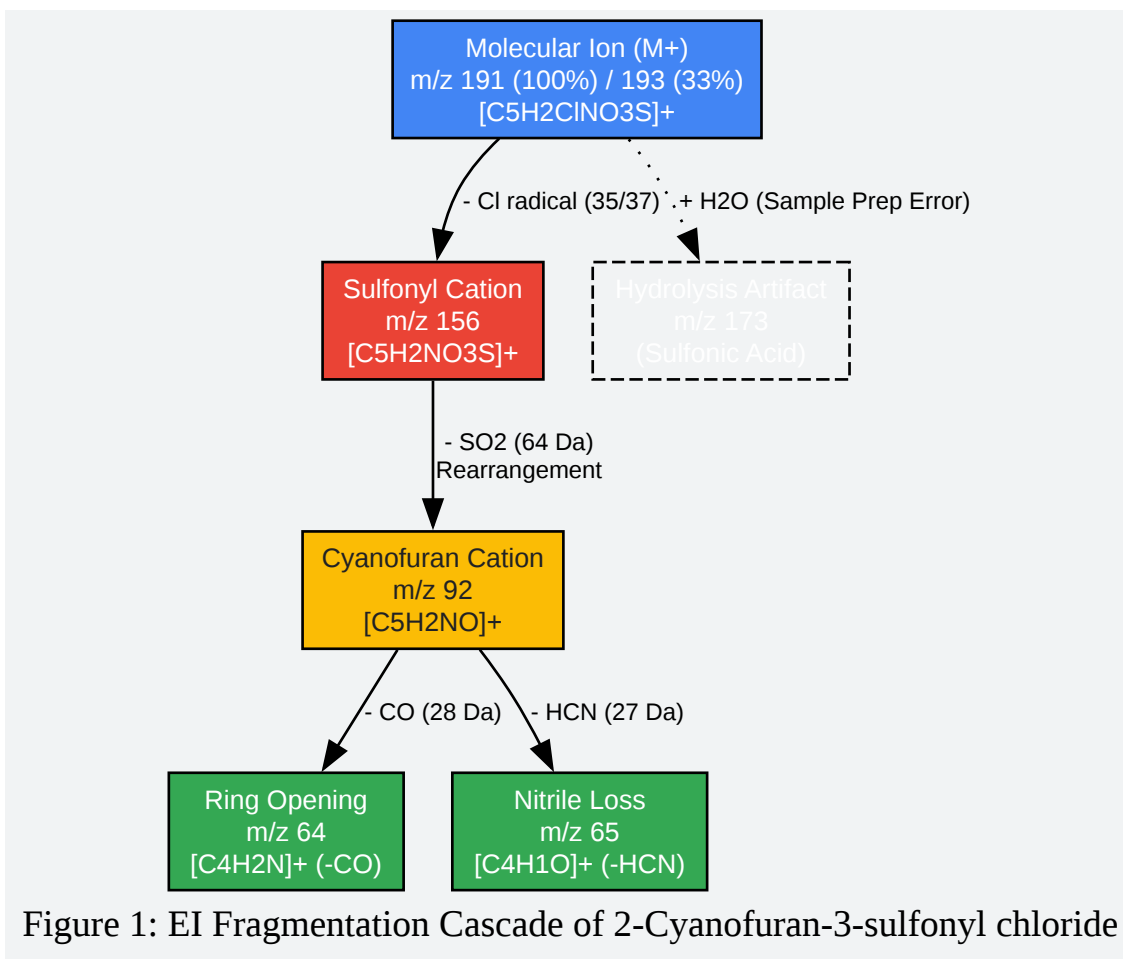 Molecular Ion (M+)
m/z 191 (100%) / 193 (33%)
[C5H2ClNO3S]+
- Cl radical (35/37)
+ H2O (Sample Prep Error)
Sulfonyl Cation
m/z 156
[C5H2NO3S]+
Hydrolysis Artifact
m/z 173
(Sulfonic Acid)
- SO2 (64 Da)
Rearrangement
Cyanofuran Cation
m/z 92
[C5H2NO]+
- CO (28 Da)
- HCN (27 Da)
Ring Opening
m/z 64
[C4H2N]+ (-CO)
Nitrile Loss
m/z 65
[C4H1O]+ (-HCN)
Figure 1: EI Fragmentation Cascade of 2-Cyanofuran-3-sulfonyl chloride